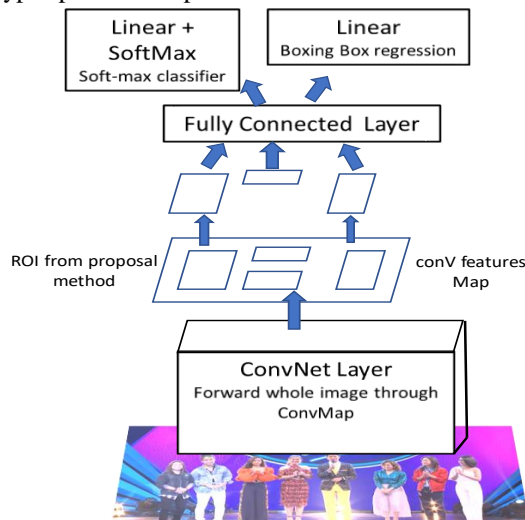 Linear +
SoftMax
Soft-max classifier
Linear
Boxing Box regression
Fully Connected Layer
ROI from proposal
method
conV features
Map
ConvNet Layer
Forward whole image through
ConvMap